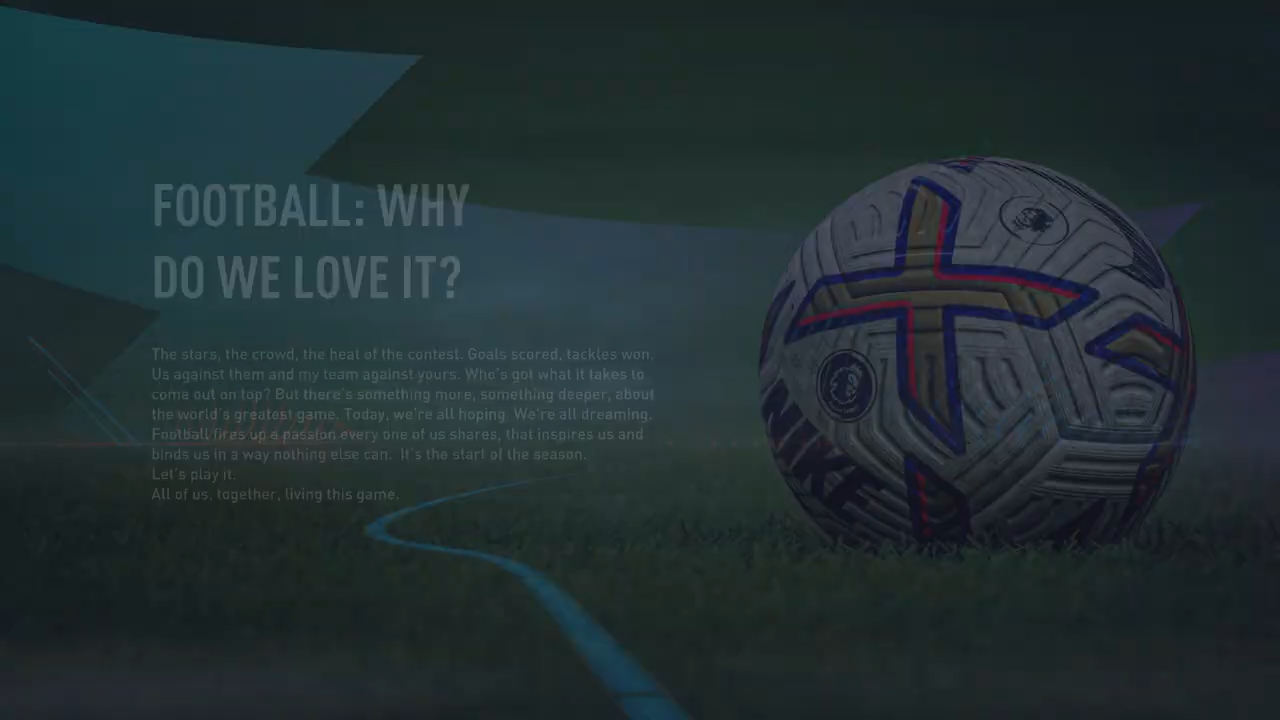 FOOTBALL: WHY
DO WE LOVE IT?
The stars, the crowd, the heat of the contest. Goals scored, tackles won.
Us against them and my team against yours. Who's got what it takes to
come out on top? But there's something more, something deeper, about
the world's greatest game. Today, we're all hoping. We're all dreaming.
Football fires up a passion every one of us shares, that inspires us and
binds us in a way nothing else can. It's the start of the season.
Let's play it.
All of us, together, living this game.
NIKE